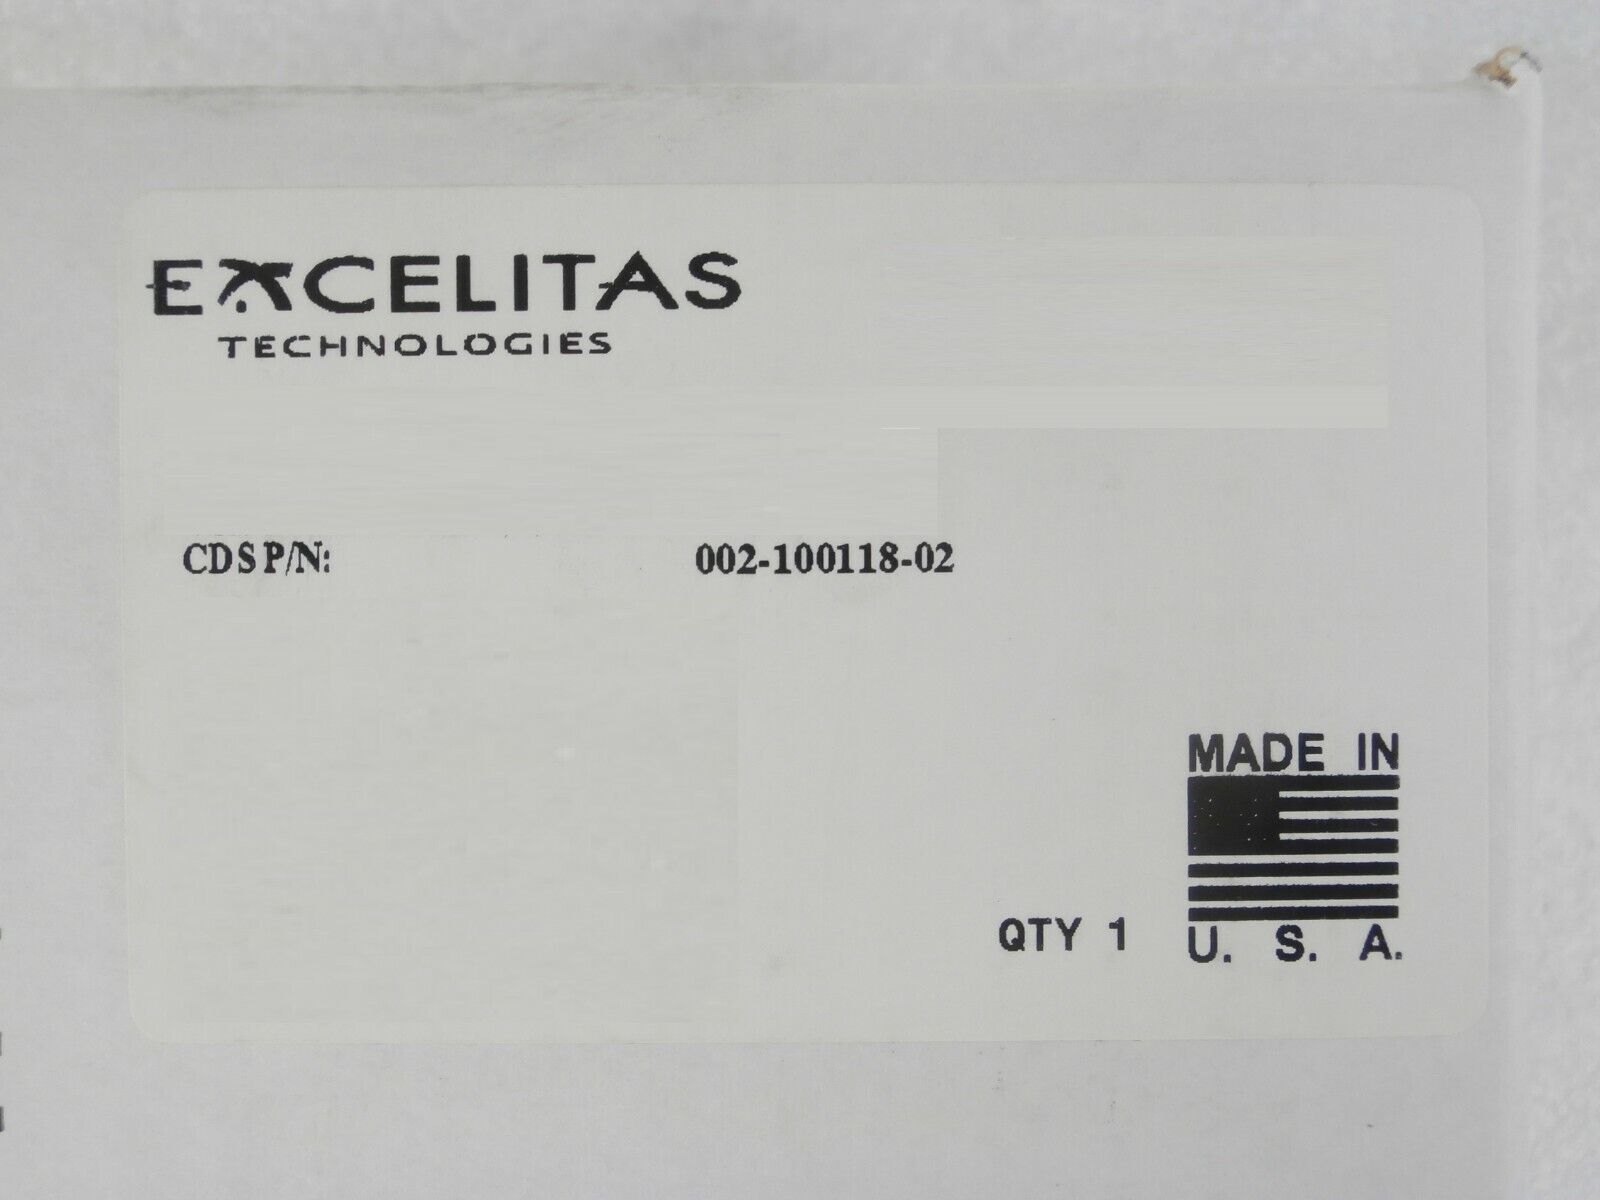 EXCELITAS
TECHNOLOGIES
CDS P/N: 002-100118-02
MADE IN
QTY 1
U. S. A.